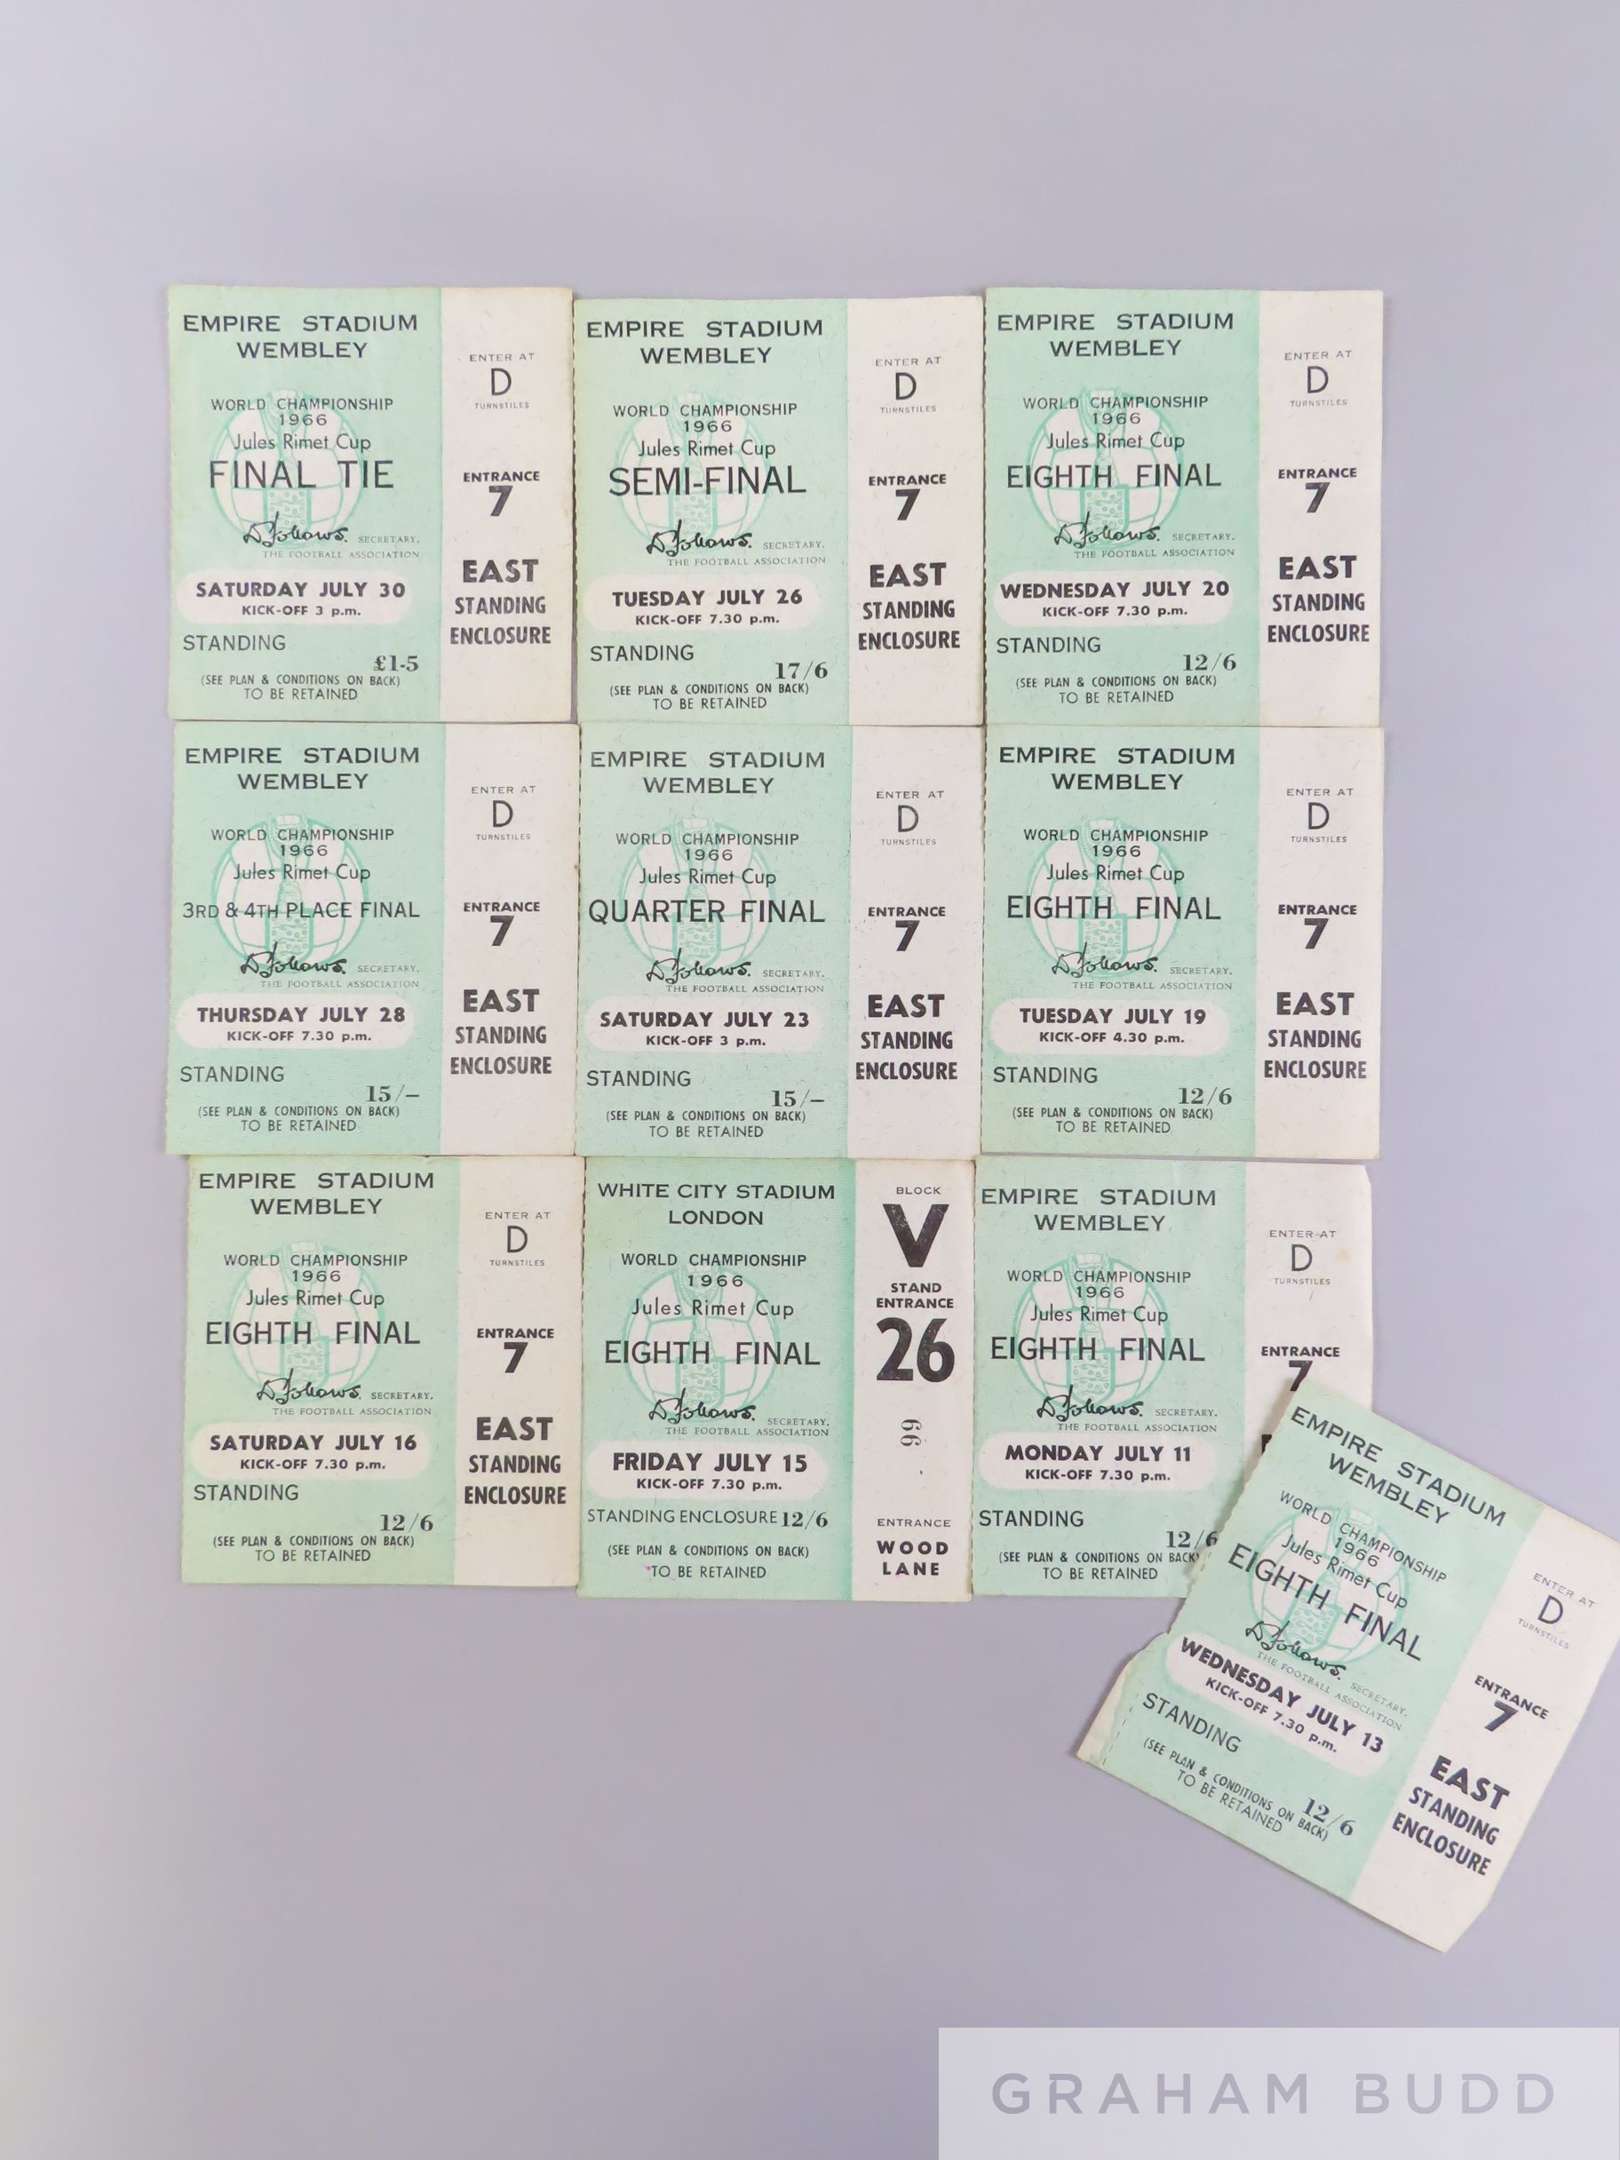 EMPIRE STADIUM
WEMBLEY
WORLD CHAMPIONSHIP
1966
Jules Rimet Cup
FINAL TIE
D Follows. SECRETARY.
THE FOOTBALL ASSOCIATION
SATURDAY JULY 30
KICK-OFF 3 p.m.
STANDING
£1-5
(SEE PLAN & CONDITIONS ON BACK)
TO BE RETAINED
ENTER AT
D
TURNSTILES
ENTRANCE
7
EAST
STANDING
ENCLOSURE
EMPIRE STADIUM
WEMBLEY
WORLD CHAMPIONSHIP
1966
Jules Rimet Cup
SEMI-FINAL
D Follows. SECRETARY.
THE FOOTBALL ASSOCIATION
TUESDAY JULY 26
KICK-OFF 7.30 p.m.
STANDING
17/6
(SEE PLAN & CONDITIONS ON BACK)
TO BE RETAINED
ENTER AT
D
TURNSTILES
ENTRANCE
7
EAST
STANDING
ENCLOSURE
EMPIRE STADIUM
WEMBLEY
WORLD CHAMPIONSHIP
1966
Jules Rimet Cup
EIGHTH FINAL
D Follows. SECRETARY.
THE FOOTBALL ASSOCIATION
WEDNESDAY JULY 20
KICK-OFF 7.30 p.m.
STANDING
12/6
(SEE PLAN & CONDITIONS ON BACK)
TO BE RETAINED
ENTER AT
D
TURNSTILES
ENTRANCE
7
EAST
STANDING
ENCLOSURE
EMPIRE STADIUM
WEMBLEY
WORLD CHAMPIONSHIP
1966
Jules Rimet Cup
3RD & 4TH PLACE FINAL
D Follows. SECRETARY.
THE FOOTBALL ASSOCIATION
THURSDAY JULY 28
KICK-OFF 7.30 p.m.
STANDING
15/–
(SEE PLAN & CONDITIONS ON BACK)
TO BE RETAINED
ENTER AT
D
TURNSTILES
ENTRANCE
7
EAST
STANDING
ENCLOSURE
EMPIRE STADIUM
WEMBLEY
WORLD CHAMPIONSHIP
1966
Jules Rimet Cup
QUARTER FINAL
D Follows. SECRETARY.
THE FOOTBALL ASSOCIATION
SATURDAY JULY 23
KICK-OFF 3 p.m.
STANDING
15/–
(SEE PLAN & CONDITIONS ON BACK)
TO BE RETAINED
ENTER AT
D
TURNSTILES
ENTRANCE
7
EAST
STANDING
ENCLOSURE
EMPIRE STADIUM
WEMBLEY
WORLD CHAMPIONSHIP
1966
Jules Rimet Cup
EIGHTH FINAL
D Follows. SECRETARY.
THE FOOTBALL ASSOCIATION
TUESDAY JULY 19
KICK-OFF 4.30 p.m.
STANDING
12/6
(SEE PLAN & CONDITIONS ON BACK)
TO BE RETAINED
ENTER AT
D
TURNSTILES
ENTRANCE
7
EAST
STANDING
ENCLOSURE
EMPIRE STADIUM
WEMBLEY
WORLD CHAMPIONSHIP
1966
Jules Rimet Cup
EIGHTH FINAL
D Follows. SECRETARY.
THE FOOTBALL ASSOCIATION
SATURDAY JULY 16
KICK-OFF 7.30 p.m.
STANDING
12/6
(SEE PLAN & CONDITIONS ON BACK)
TO BE RETAINED
ENTER AT
D
TURNSTILES
ENTRANCE
7
EAST
STANDING
ENCLOSURE
WHITE CITY STADIUM
LONDON
WORLD CHAMPIONSHIP
1966
Jules Rimet Cup
EIGHTH FINAL
D Follows. SECRETARY.
THE FOOTBALL ASSOCIATION
FRIDAY JULY 15
KICK-OFF 7.30 p.m.
STANDING ENCLOSURE 12/6
(SEE PLAN & CONDITIONS ON BACK)
TO BE RETAINED
BLOCK
V
STAND
ENTRANCE
26
66
ENTRANCE
WOOD
LANE
EMPIRE STADIUM
WEMBLEY
WORLD CHAMPIONSHIP
1966
Jules Rimet Cup
EIGHTH FINAL
D Follows. SECRETARY.
THE FOOTBALL ASSOCIATION
MONDAY JULY 11
KICK-OFF 7.30 p.m.
STANDING
12/6
(SEE PLAN & CONDITIONS ON BACK
TO BE RETAINED
ENTER AT
D
TURNSTILES
ENTRANCE
7
EMPIRE STADIUM
WEMBLEY
WORLD CHAMPIONSHIP
1966
Jules Rimet Cup
EIGHTH FINAL
D Follows. SECRETARY.
THE FOOTBALL ASSOCIATION
WEDNESDAY JULY 13
KICK-OFF 7.30 p.m.
STANDING
12/6
(SEE PLAN & CONDITIONS ON BACK)
TO BE RETAINED
ENTER AT
D
TURNSTILES
ENTRANCE
7
EAST
STANDING
ENCLOSURE
GRAHAM BUDD